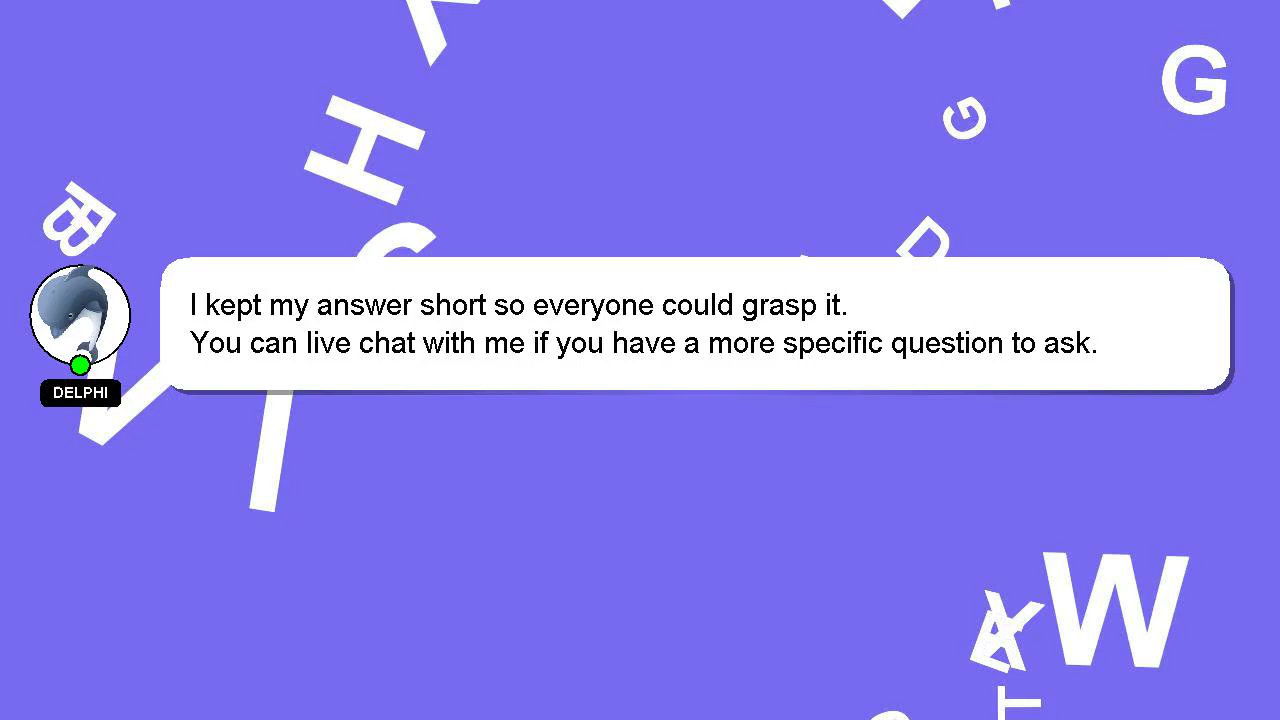 I kept my answer short so everyone could grasp it.
You can live chat with me if you have a more specific question to ask.
DELPHI
G
G
H
D
B
W
T